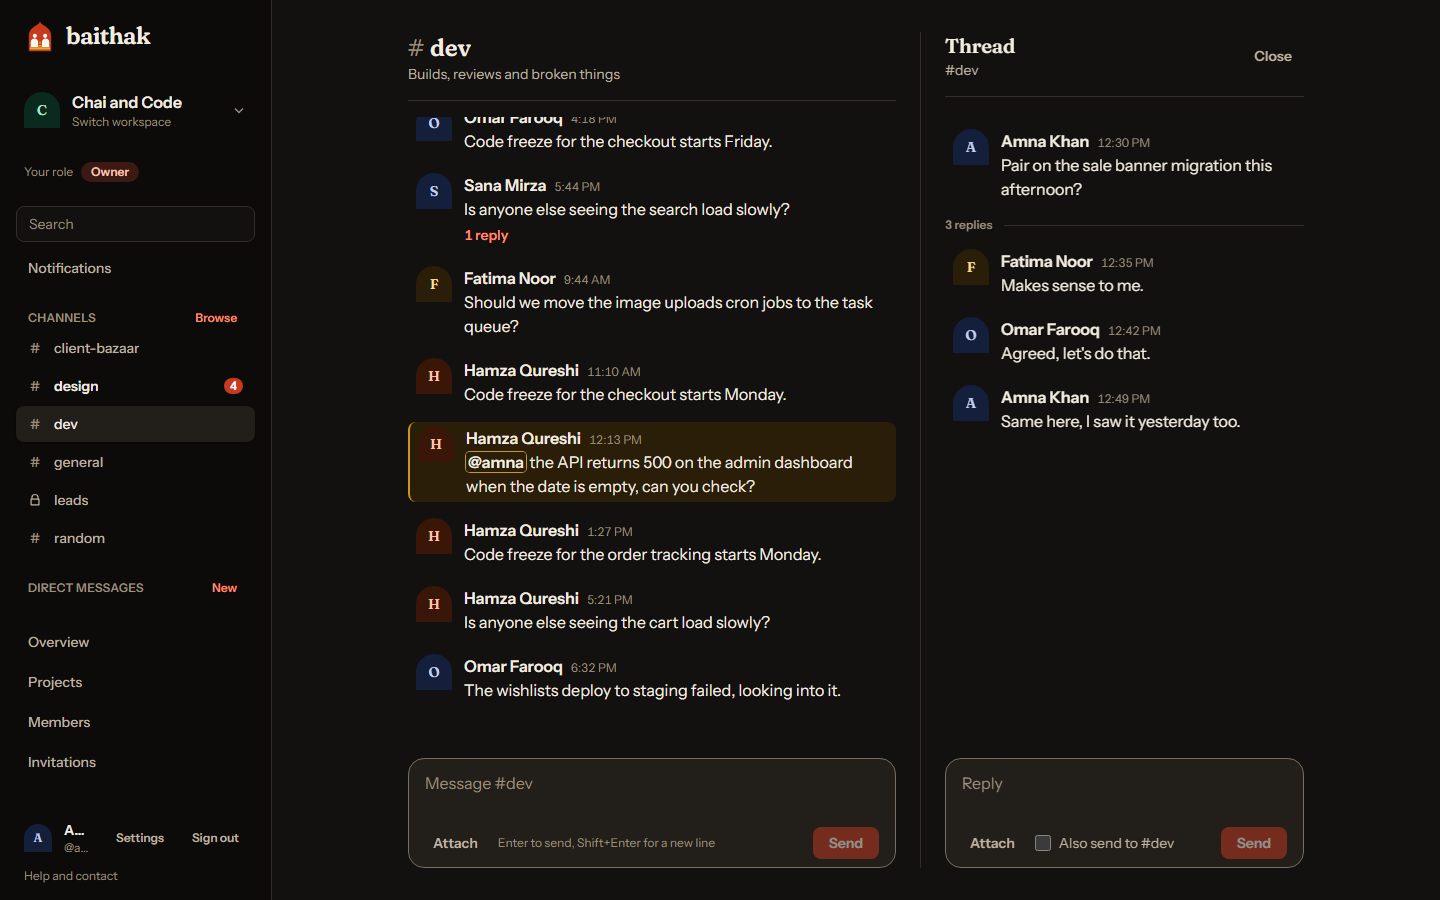 baithak
C
Chai and Code
Switch workspace
Your role Owner
Search
Notifications
CHANNELS Browse
# client-bazaar
# design 4
# dev
# general
leads
# random
DIRECT MESSAGES New
Overview
Projects
Members
Invitations
A
A...
@a...
Settings
Sign out
Help and contact
# dev
Builds, reviews and broken things
O
Omar Farooq 4:18 PM
Code freeze for the checkout starts Friday.
S
Sana Mirza 5:44 PM
Is anyone else seeing the search load slowly?
1 reply
F
Fatima Noor 9:44 AM
Should we move the image uploads cron jobs to the task
queue?
H
Hamza Qureshi 11:10 AM
Code freeze for the checkout starts Monday.
H
Hamza Qureshi 12:13 PM
@amna the API returns 500 on the admin dashboard
when the date is empty, can you check?
H
Hamza Qureshi 1:27 PM
Code freeze for the order tracking starts Monday.
H
Hamza Qureshi 5:21 PM
Is anyone else seeing the cart load slowly?
O
Omar Farooq 6:32 PM
The wishlists deploy to staging failed, looking into it.
Message #dev
Attach Enter to send, Shift+Enter for a new line Send
Thread
#dev
Close
A
Amna Khan 12:30 PM
Pair on the sale banner migration this
afternoon?
3 replies
F
Fatima Noor 12:35 PM
Makes sense to me.
O
Omar Farooq 12:42 PM
Agreed, let's do that.
A
Amna Khan 12:49 PM
Same here, I saw it yesterday too.
Reply
Attach Also send to #dev Send